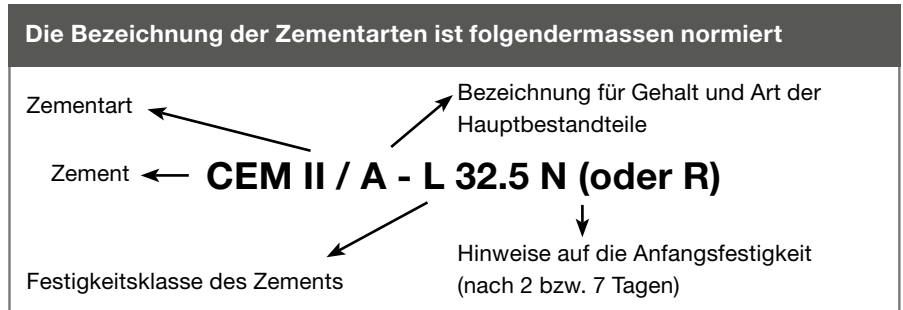 Die Bezeichnung der Zementarten ist folgendermassen normiert
Zementart
Bezeichnung für Gehalt und Art der
Hauptbestandteile
Zement
CEM II / A - L 32.5 N (oder R)
Festigkeitsklasse des Zements
Hinweise auf die Anfangsfestigkeit
(nach 2 bzw. 7 Tagen)